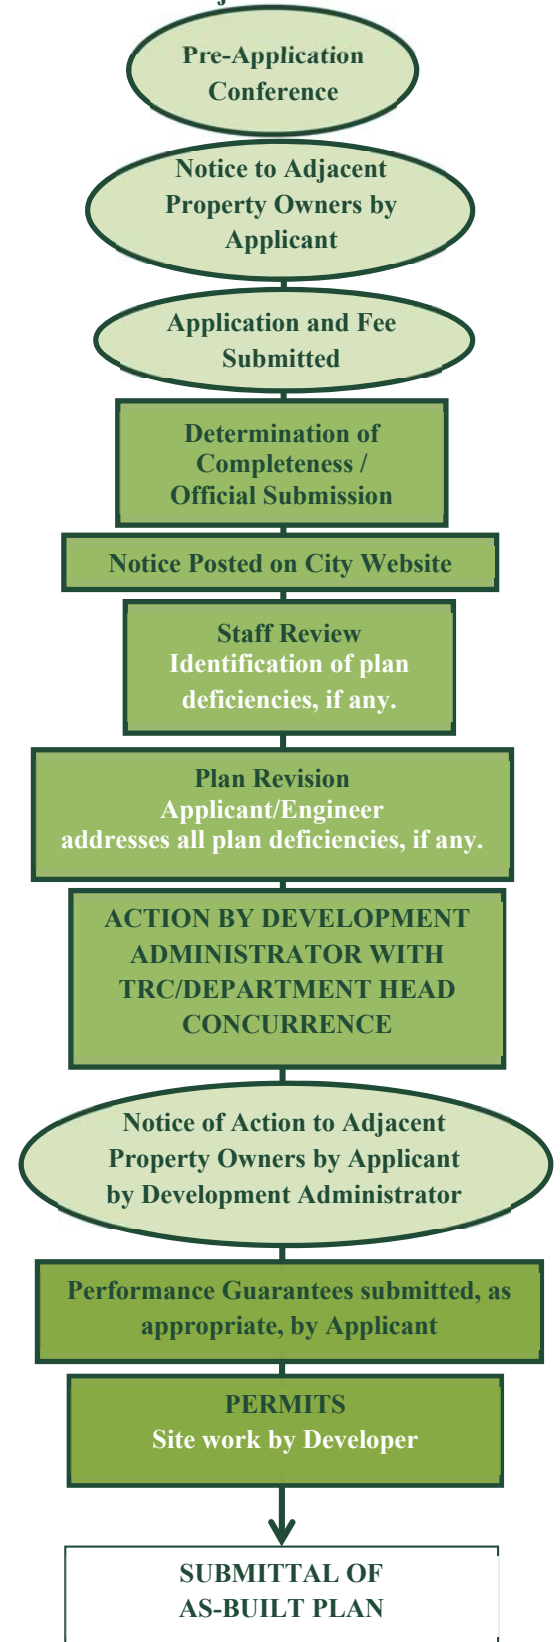 Pre-Application
Conference
Notice to Adjacent
Property Owners by
Applicant
Application and Fee
Submitted
Determination of
Completeness /
Official Submission
Notice Posted on City Website
Staff Review
Identification of plan
deficiencies, if any.
Plan Revision
Applicant/Engineer
addresses all plan deficiencies, if any.
ACTION BY DEVELOPMENT
ADMINISTRATOR WITH
TRC/DEPARTMENT HEAD
CONCURRENCE
Notice of Action to Adjacent
Property Owners by Applicant
by Development Administrator
Performance Guarantees submitted, as
appropriate, by Applicant
PERMITS
Site work by Developer
SUBMITTAL OF
AS-BUILT PLAN